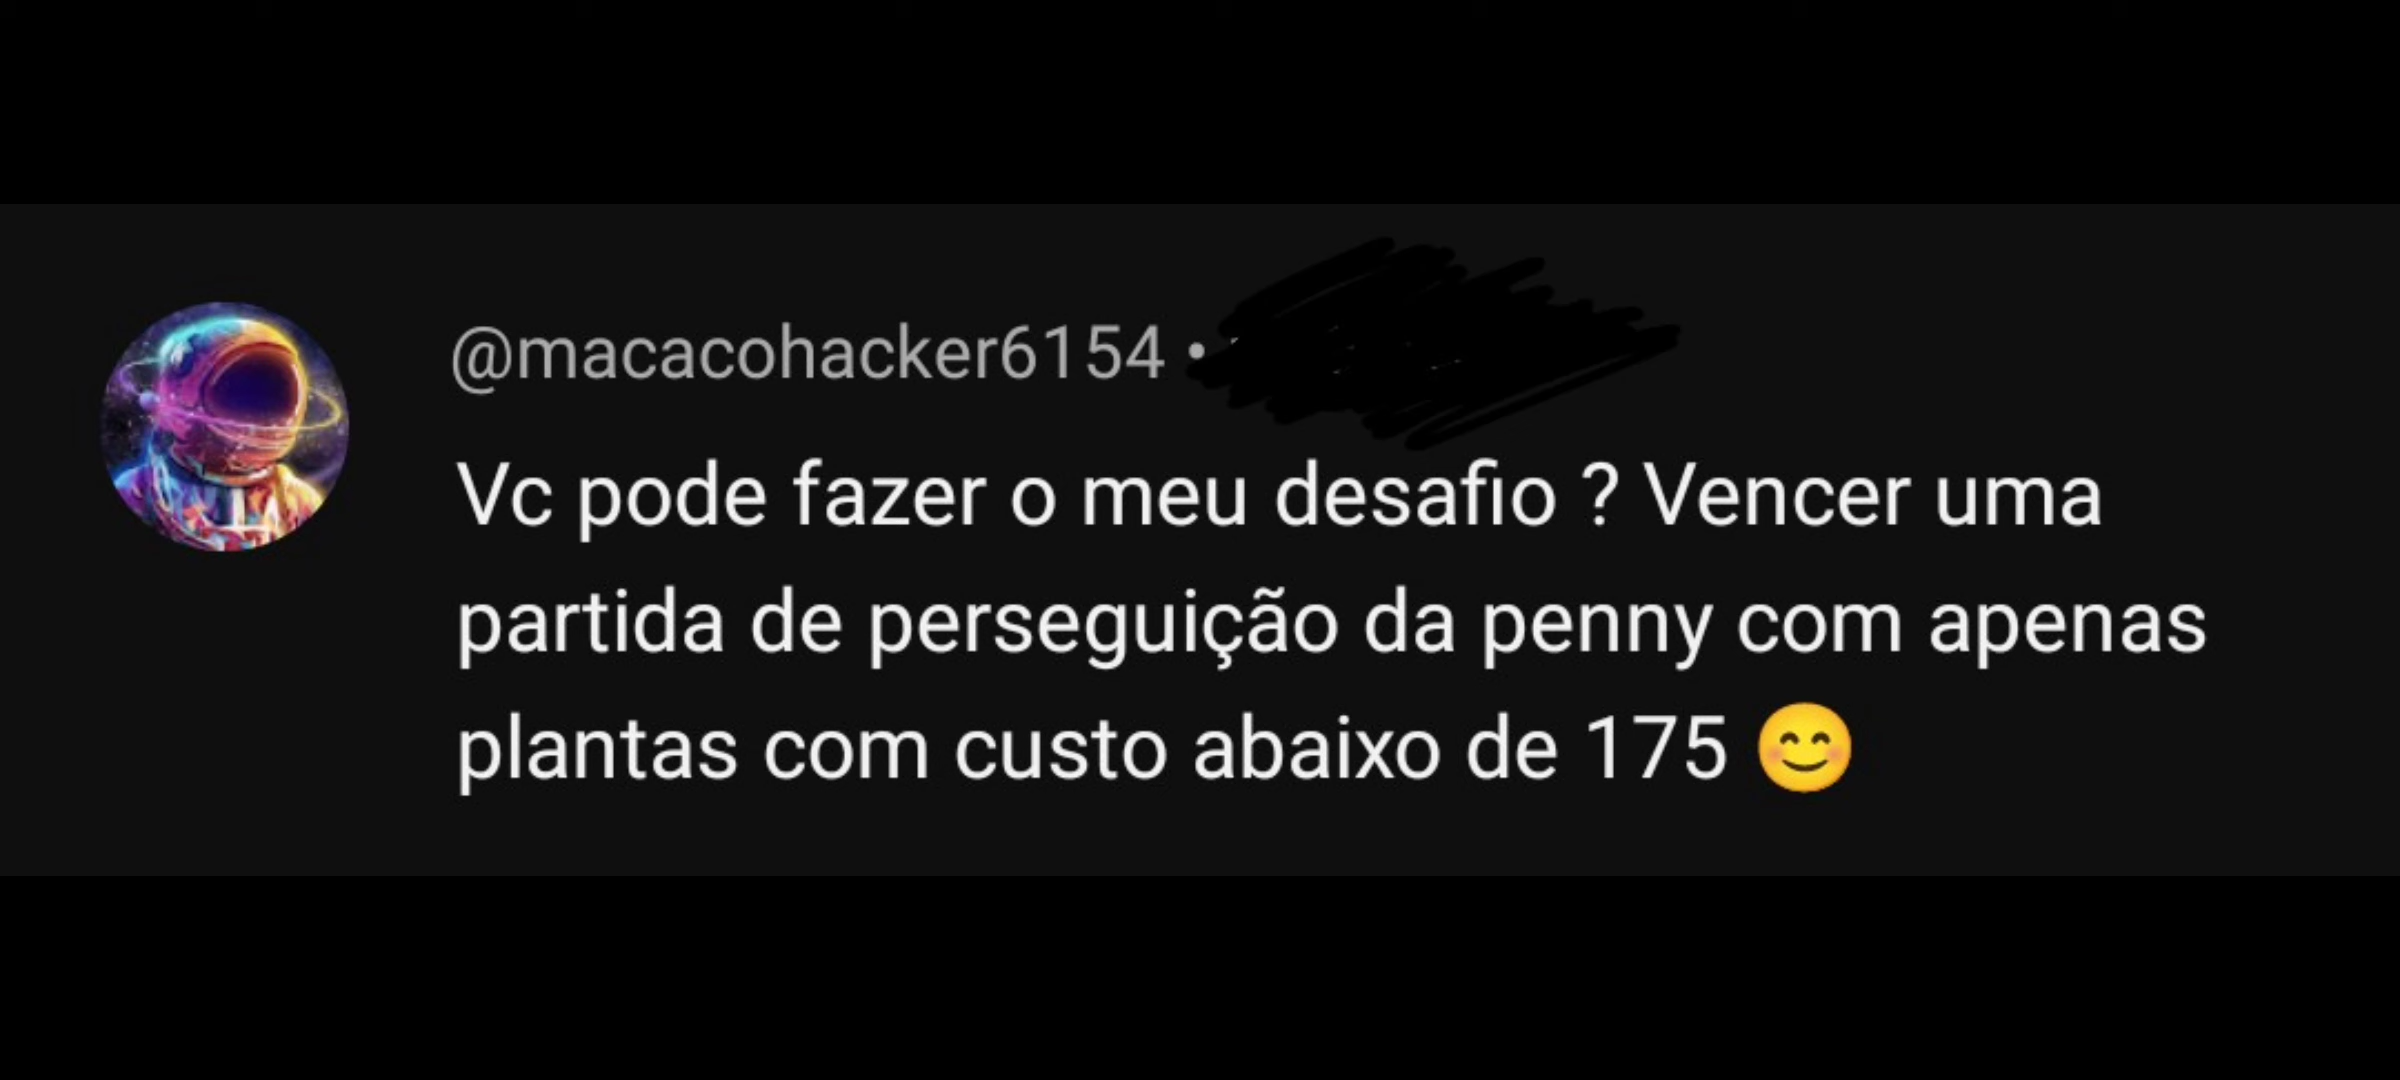 @macacohacker6154 •
Vc pode fazer o meu desafio ? Vencer uma
partida de perseguição da penny com apenas
plantas com custo abaixo de 175 😊